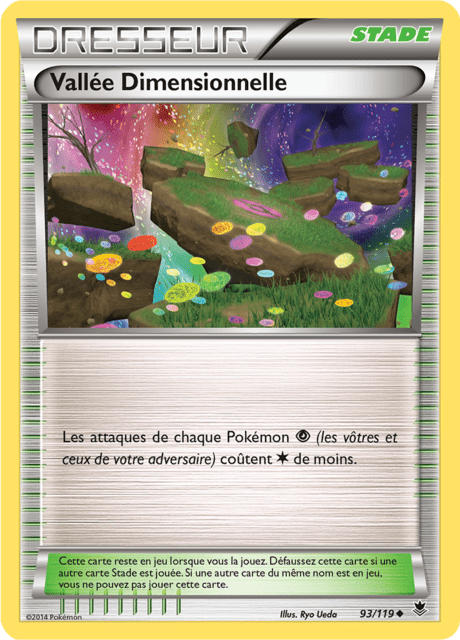 DRESSEUR STADE
Vallée Dimensionnelle
Les attaques de chaque Pokémon (les vôtres et
ceux de votre adversaire) coûtent de moins.
Cette carte reste en jeu lorsque vous la jouez. Défaussez cette carte si une
autre carte Stade est jouée. Si une autre carte du même nom est en jeu,
vous ne pouvez pas jouer cette carte.
©2014 Pokémon Illus. Ryo Ueda 93/119